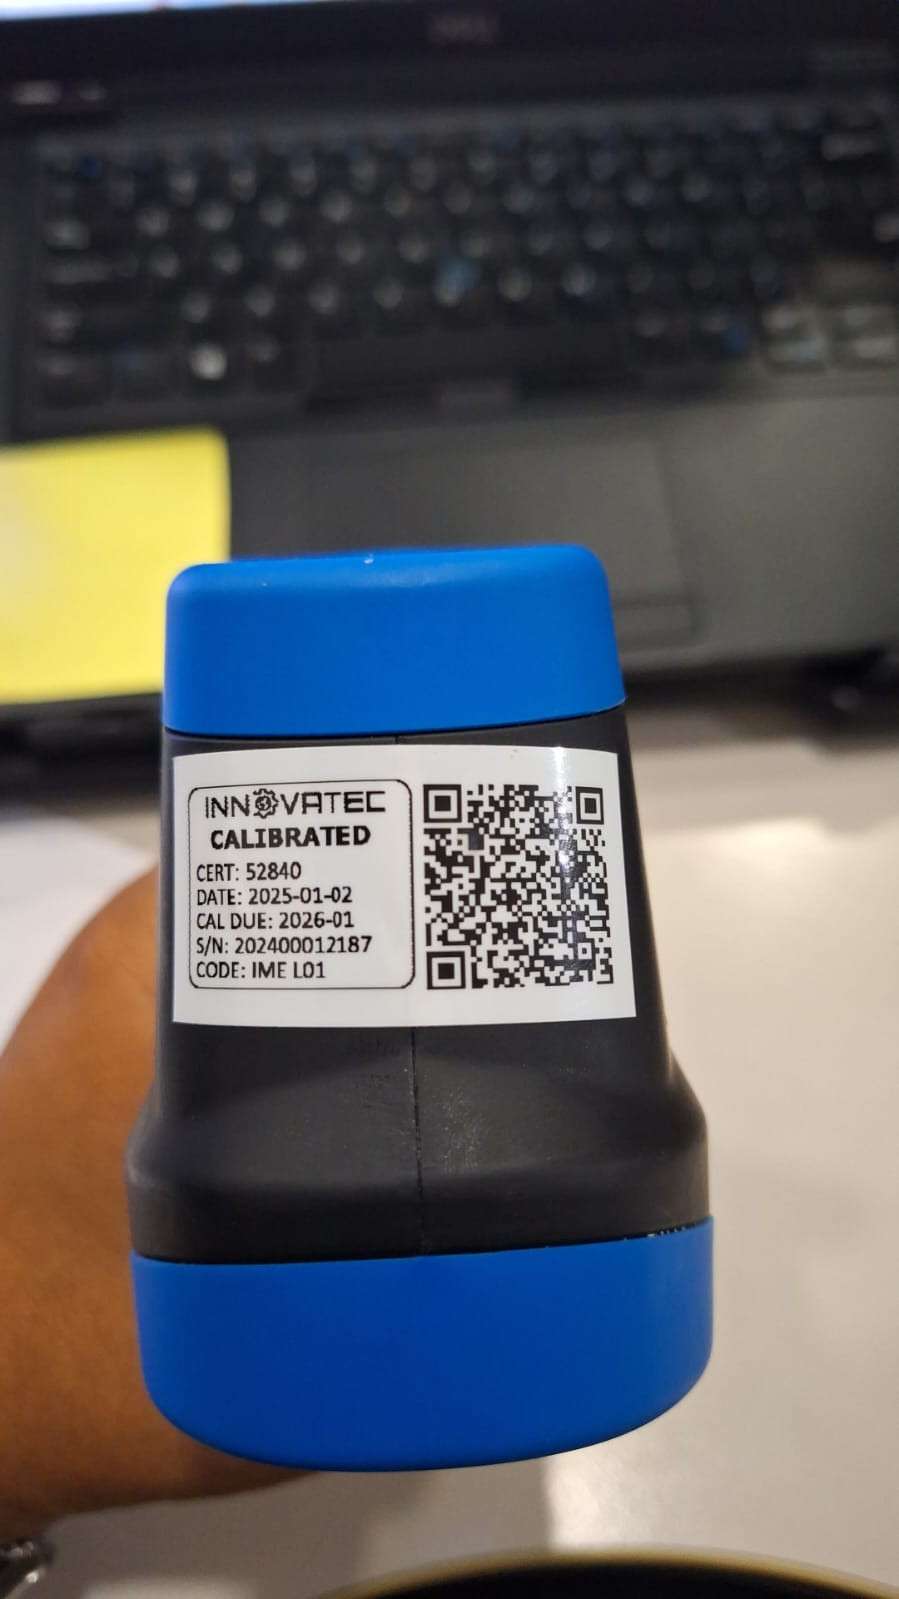 INNOVATEC
CALIBRATED
CERT: 52840
DATE: 2025-01-02
CAL DUE: 2026-01
S/N: 202400012187
CODE: IME L01